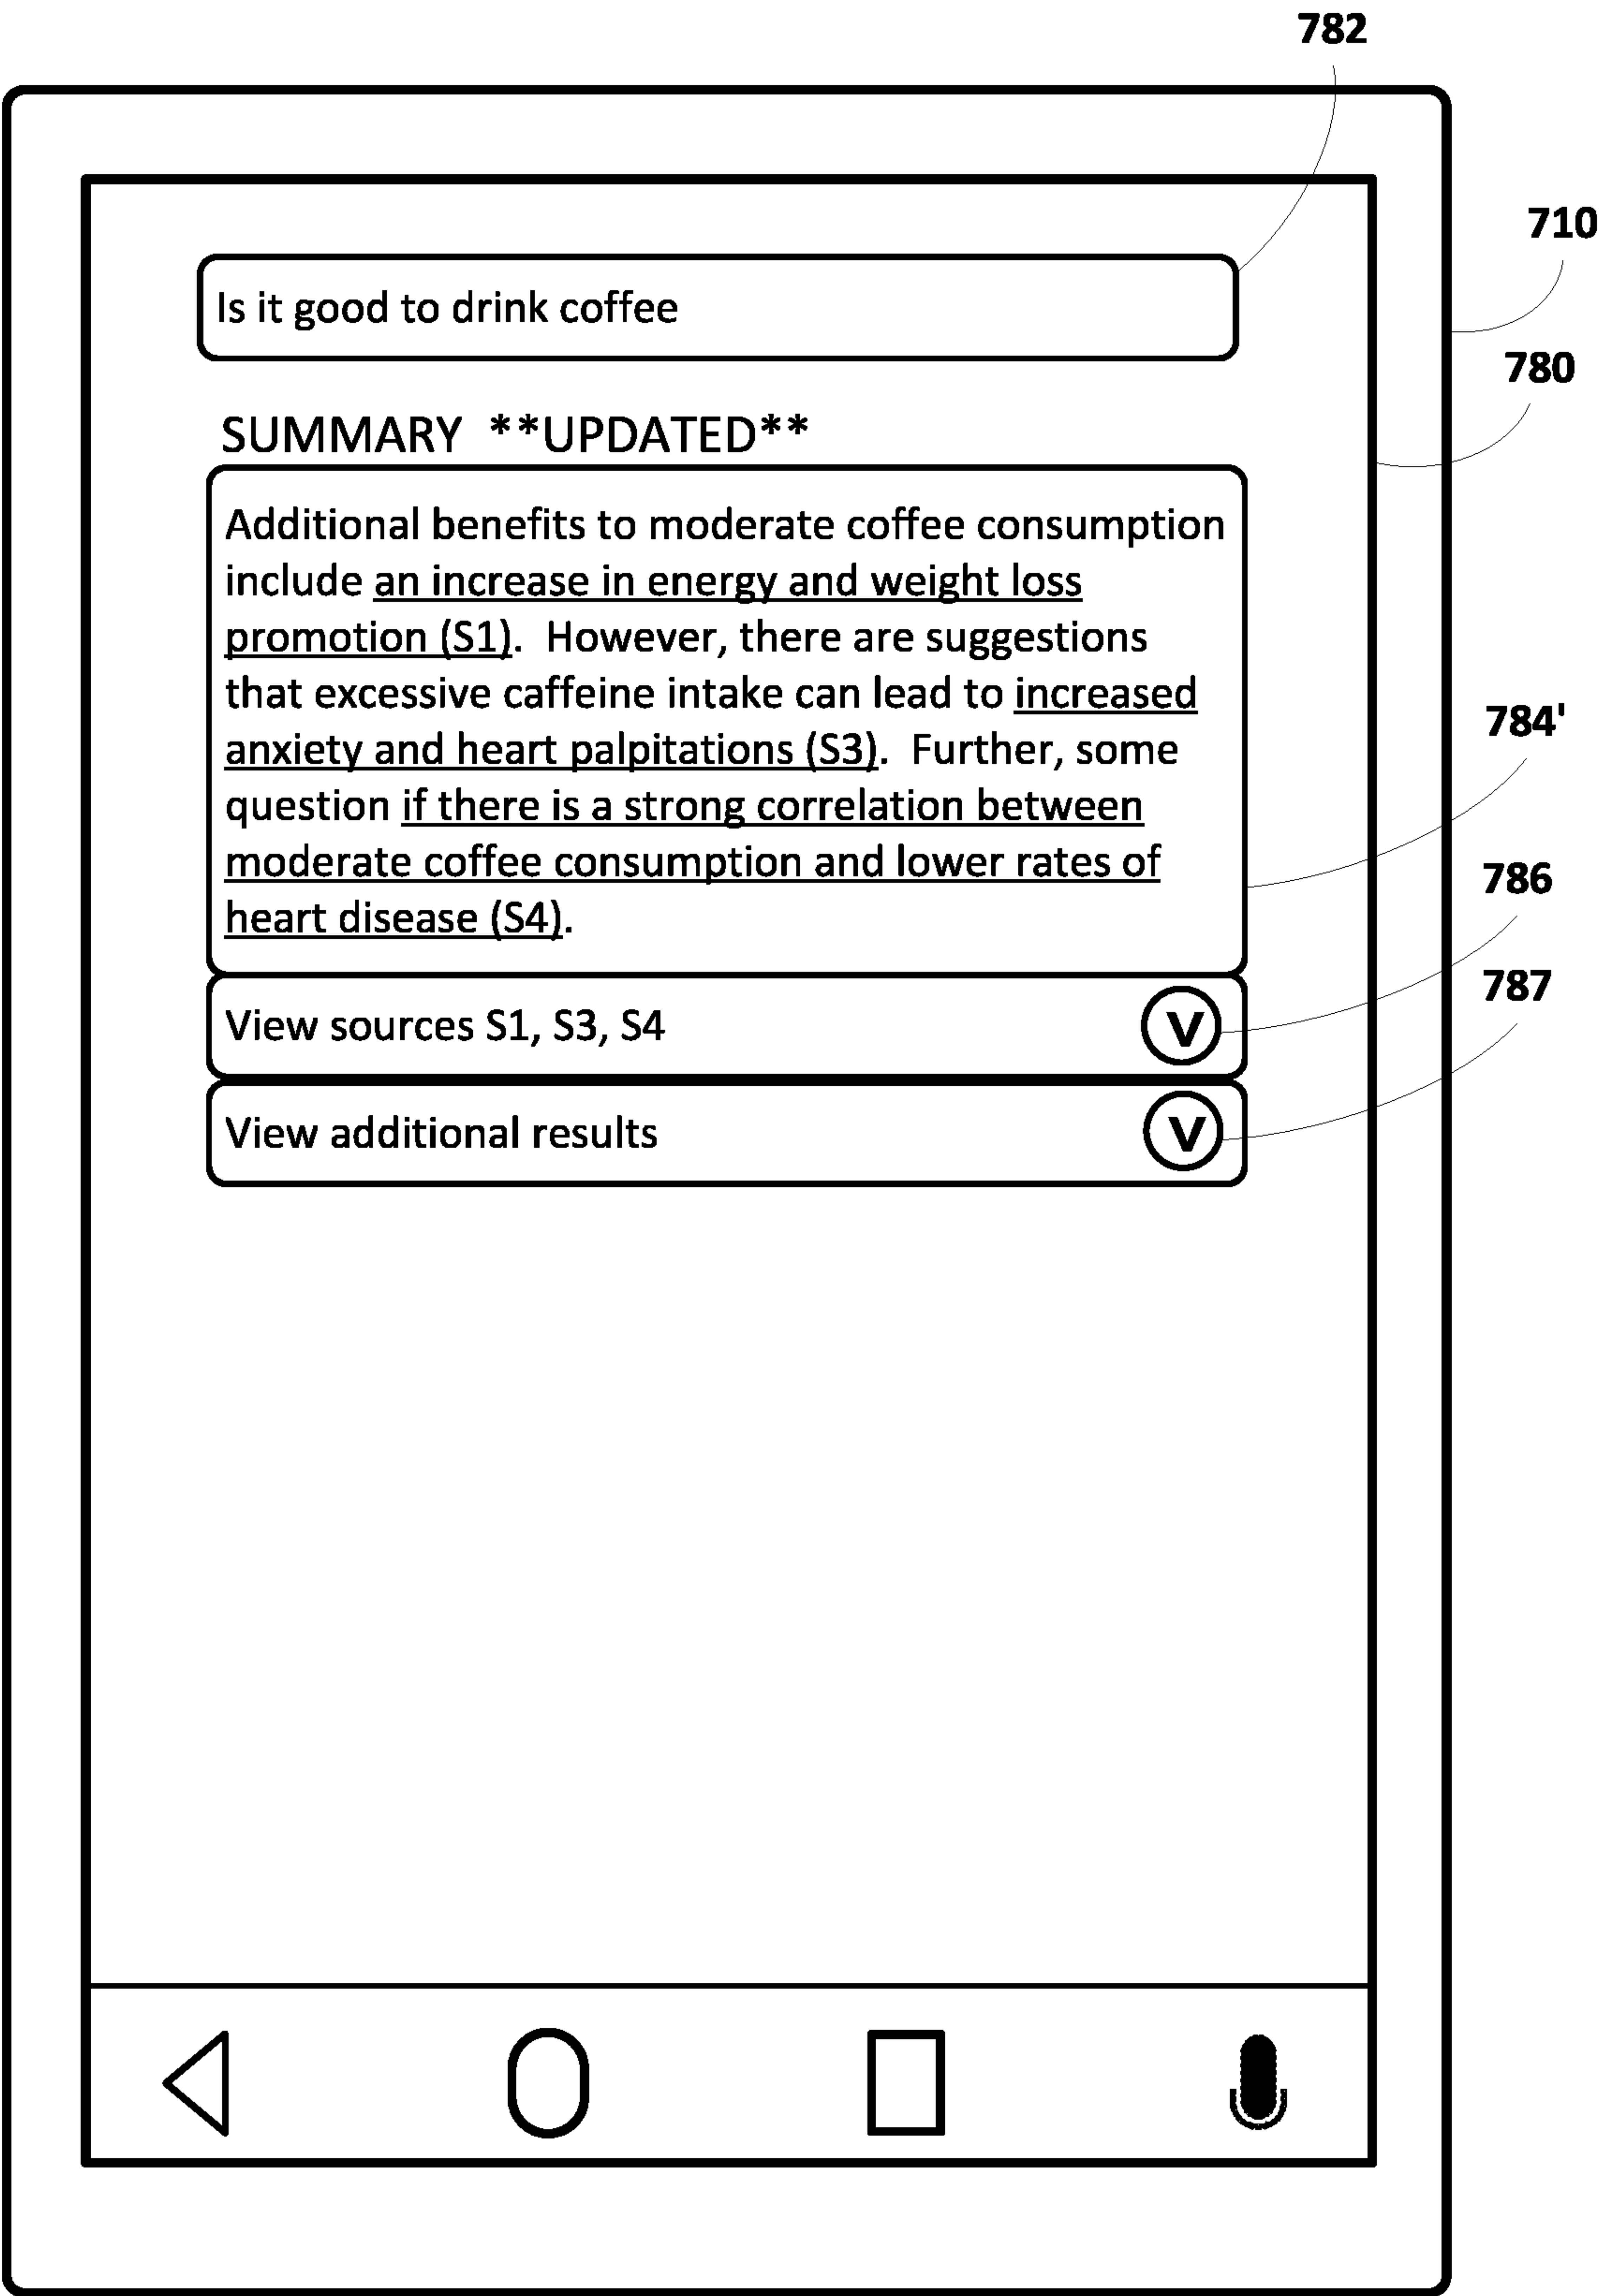 782
710
Is it good to drink coffee
780
SUMMARY **UPDATED**
Additional benefits to moderate coffee consumption
include an increase in energy and weight loss
promotion (S1). However, there are suggestions
that excessive caffeine intake can lead to increased
784'
anxiety and heart palpitations (S3). Further, some
question if there is a strong correlation between
moderate coffee consumption and lower rates of
786
heart disease (S4).
787
View sources S1, S3, S4
V
View additional results
V